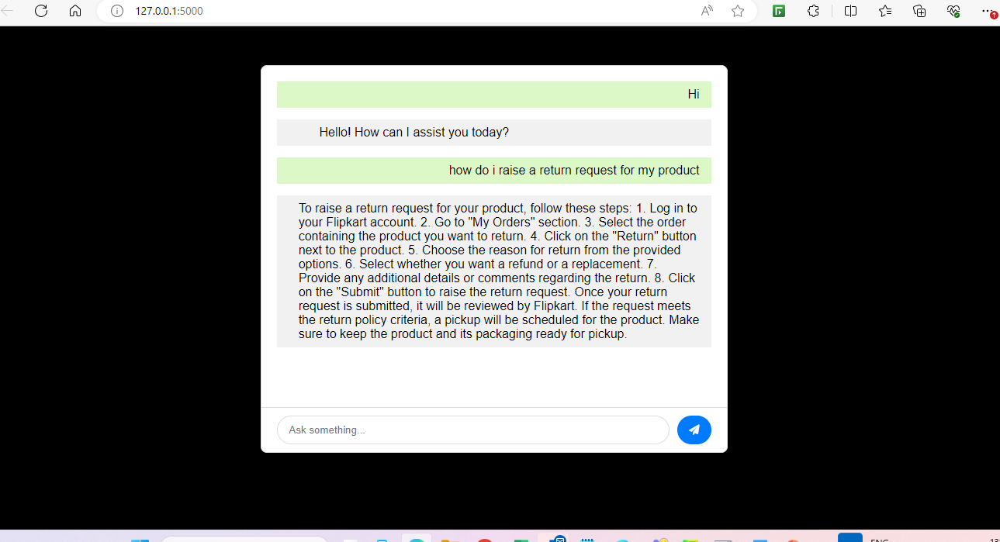 127.0.0.1:5000
Hi
Hello! How can I assist you today?
how do i raise a return request for my product
To raise a return request for your product, follow these steps: 1. Log in to
your Flipkart account. 2. Go to "My Orders" section. 3. Select the order
containing the product you want to return. 4. Click on the "Return" button
next to the product. 5. Choose the reason for return from the provided
options. 6. Select whether you want a refund or a replacement. 7.
Provide any additional details or comments regarding the return. 8. Click
on the "Submit" button to raise the return request. Once your return
request is submitted, it will be reviewed by Flipkart. If the request meets
the return policy criteria, a pickup will be scheduled for the product. Make
sure to keep the product and its packaging ready for pickup.
Ask something...